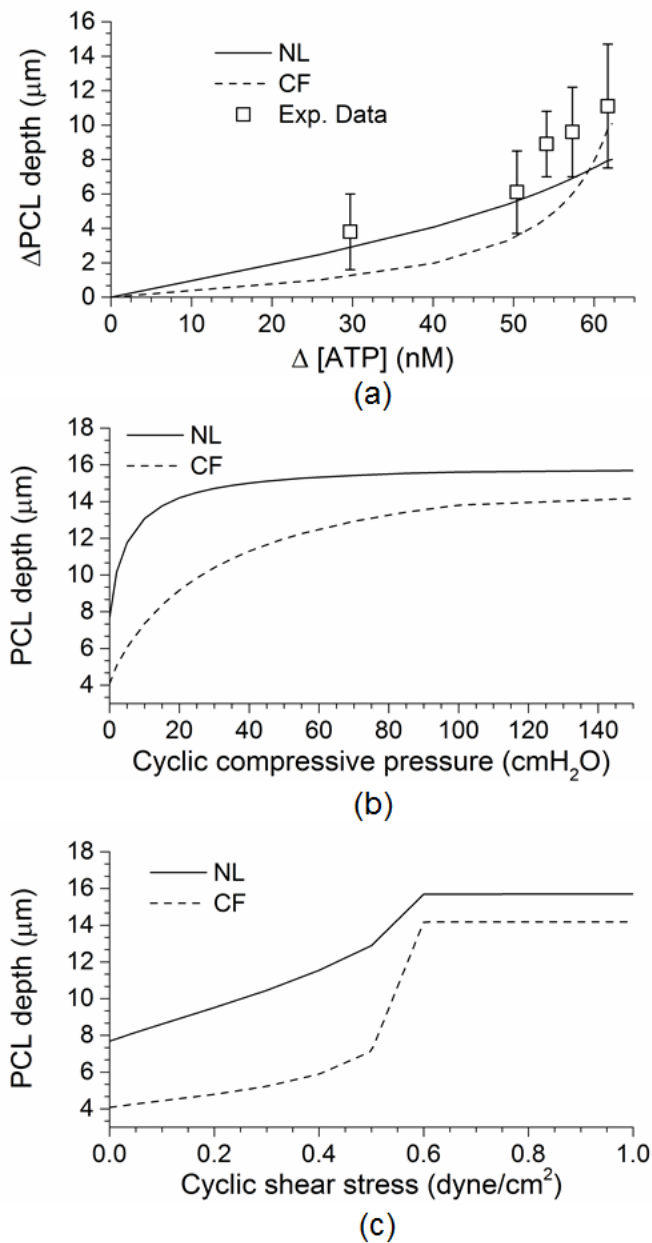 16
14
12
10
8
6
4
2
0
ΔPCL depth (μm)
NL
CF
Exp. Data
0 10 20 30 40 50 60
Δ [ATP] (nM)
(a)
18
16
14
12
10
8
6
4
PCL depth (μm)
NL
CF
0 20 40 60 80 100 120 140
Cyclic compressive pressure (cmH₂O)
(b)
18
16
14
12
10
8
6
4
PCL depth (μm)
NL
CF
0.0 0.2 0.4 0.6 0.8 1.0
Cyclic shear stress (dyne/cm²)
(c)